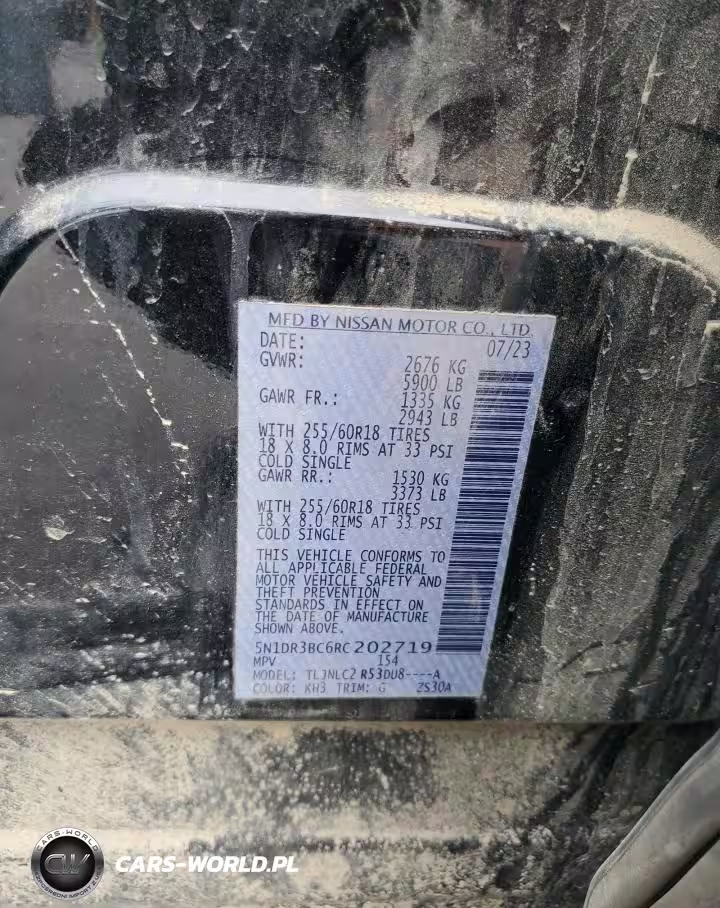 MFD BY NISSAN MOTOR CO., LTD.
DATE: 07/23
GVWR: 2676 KG
5900 LB
GAWR FR.: 1335 KG
2943 LB
WITH 255/60R18 TIRES
18 X 8.0 RIMS AT 33 PSI
COLD SINGLE
GAWR RR.: 1530 KG
3373 LB
WITH 255/60R18 TIRES
18 X 8.0 RIMS AT 33 PSI
COLD SINGLE
THIS VEHICLE CONFORMS TO
ALL APPLICABLE FEDERAL
MOTOR VEHICLE SAFETY AND
THEFT PREVENTION
STANDARDS IN EFFECT ON
THE DATE OF MANUFACTURE
SHOWN ABOVE.
5N1DR3BC6RC202719
MPV 154
MODEL: TLJNLC2 R53DU8----A
COLOR: KH3 TRIM: G ZS30A
CARS-WORLD
CW
CARS-WORLD.PL